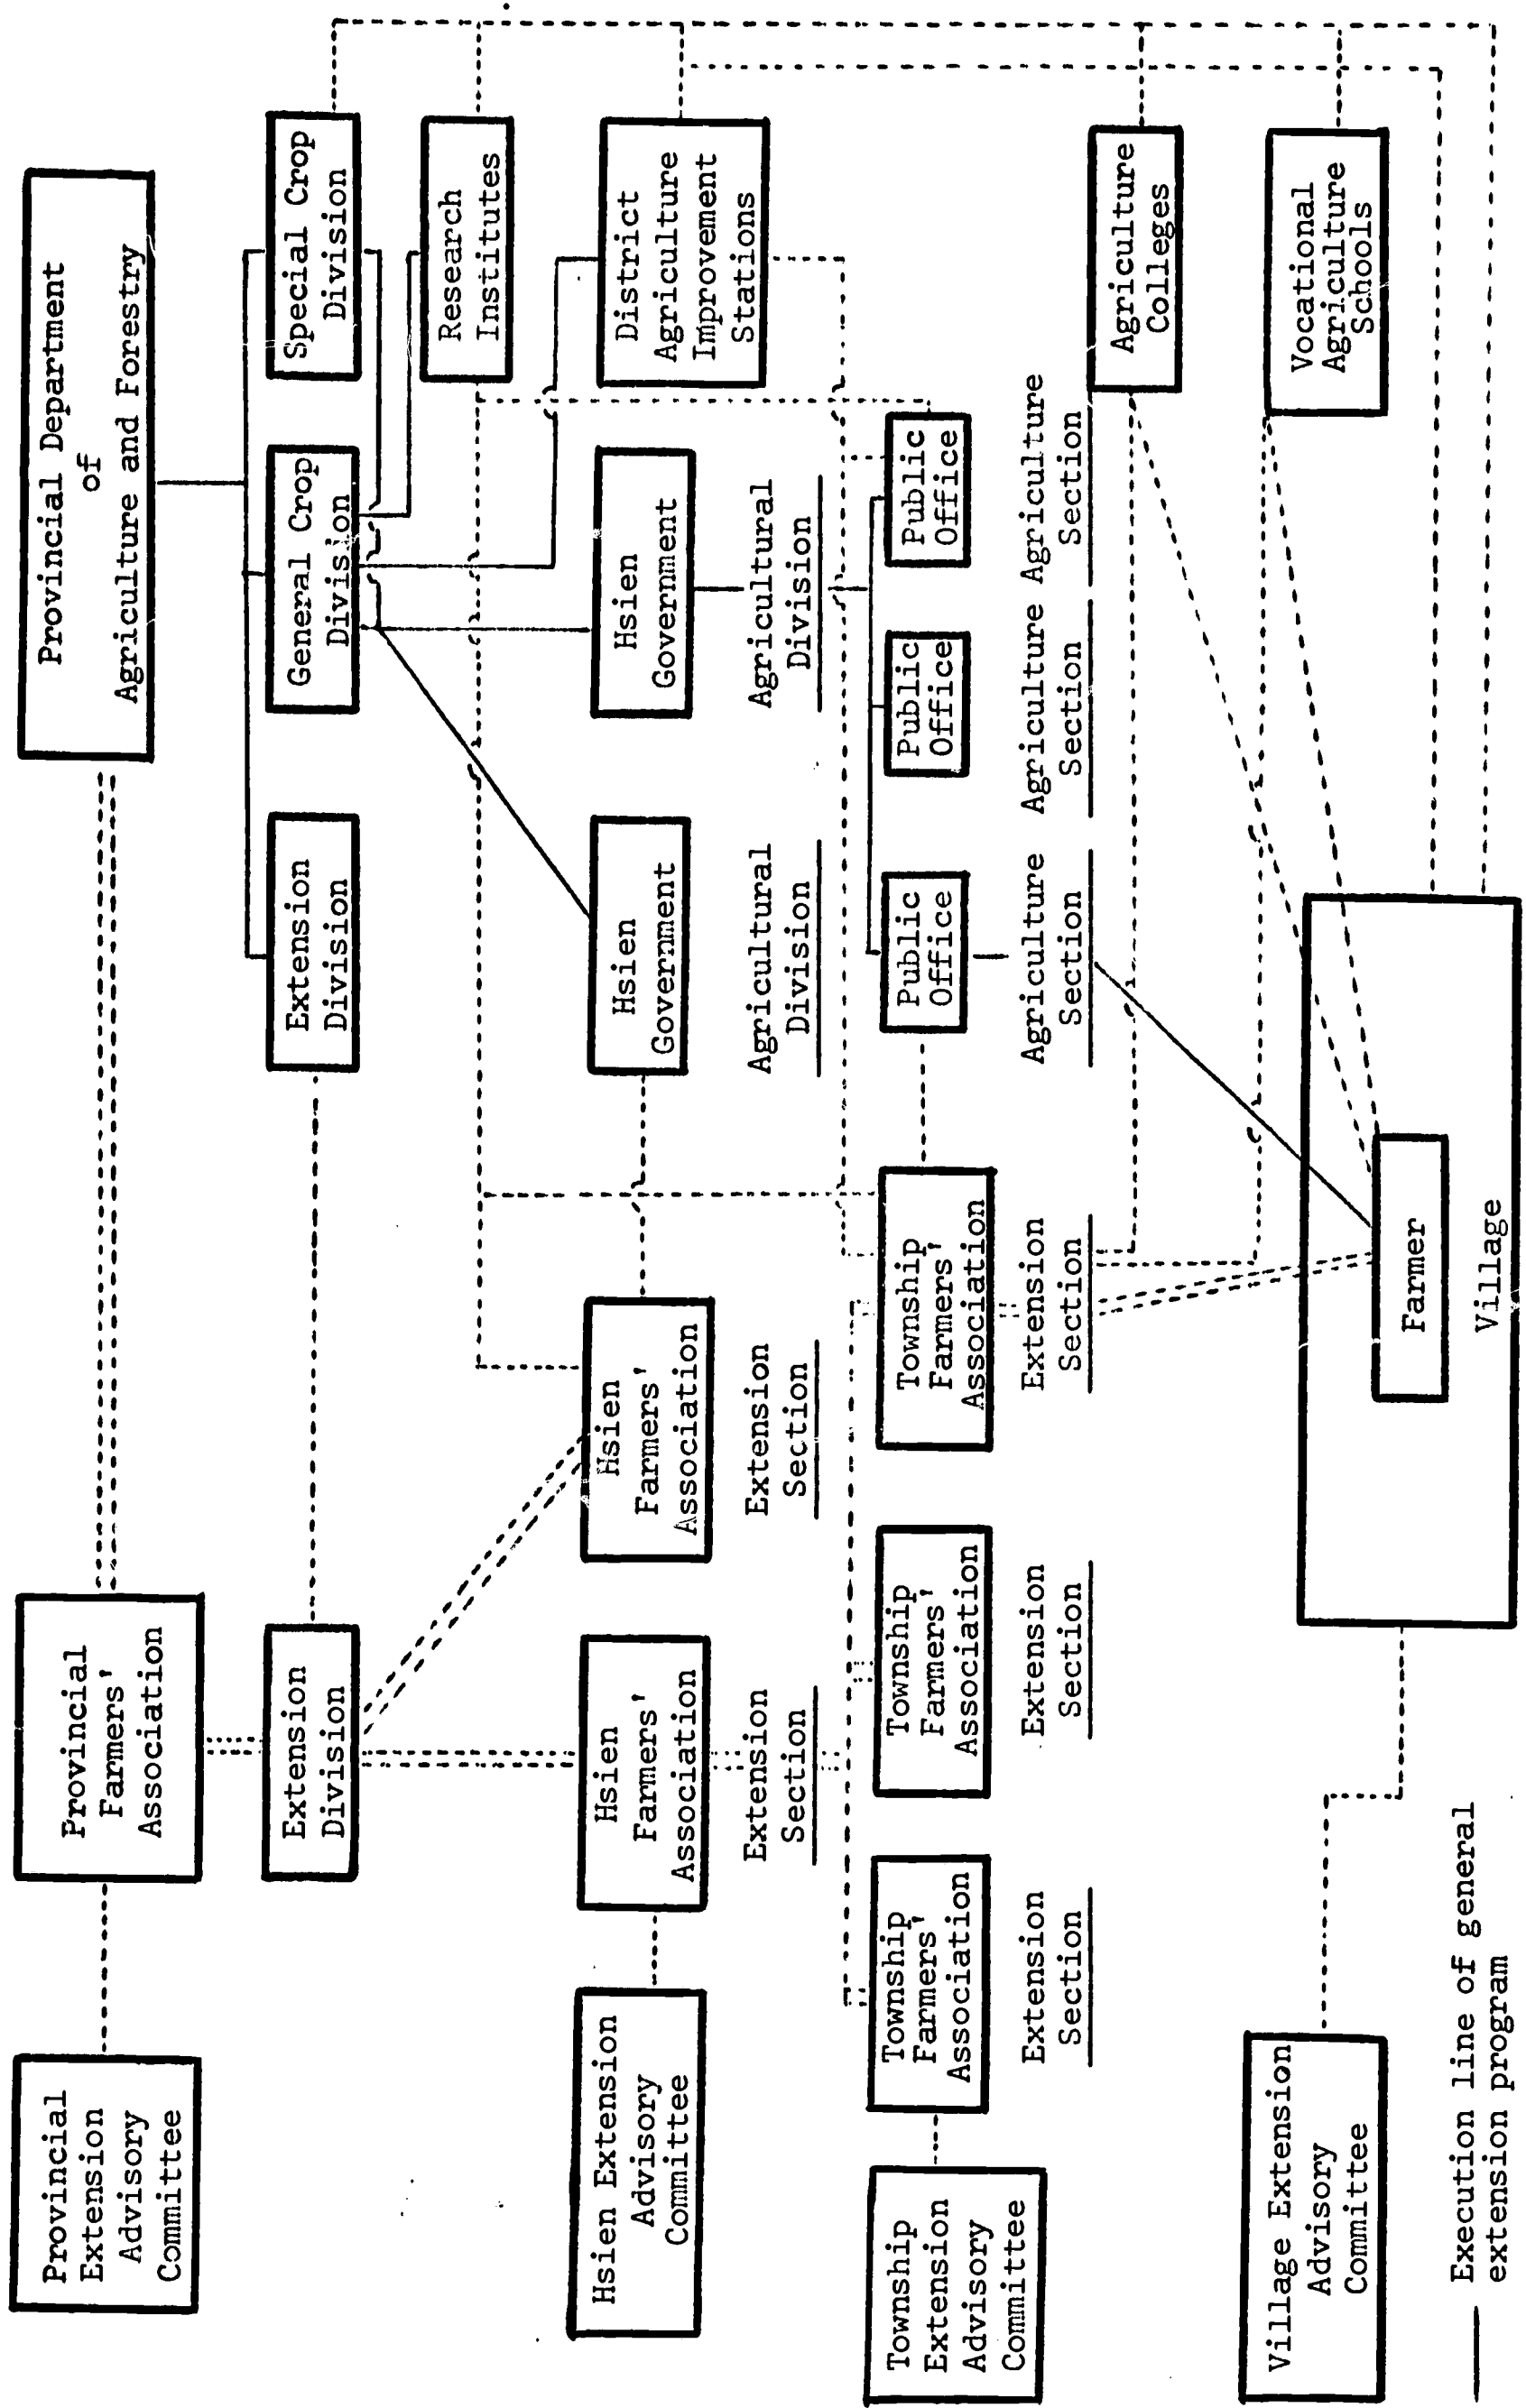 Provincial
Extension
Advisory
Committee
Provincial
Farmers'
Association
Provincial Department
of
Agriculture and Forestry
Extension
Division
Extension
Division
General Crop
Division
Special Crop
Division
Research
Institutes
Hsien Extension
Advisory
Committee
Hsien
Farmers'
Association
Hsien
Farmers'
Association
Hsien
Government
Hsien
Government
District
Agriculture
Improvement
Stations
Extension
Section
Extension
Section
Agricultural
Division
Agricultural
Division
Township
Extension
Advisory
Committee
Township
Farmers'
Association
Township
Farmers'
Association
Township
Farmers'
Association
Public
Office
Public
Office
Public
Office
Extension
Section
Extension
Section
Extension
Section
Agriculture
Section
Agriculture
Section
Agriculture
Section
Agriculture
Colleges
Village Extension
Advisory
Committee
Farmer
Village
Vocational
Agriculture
Schools
Execution line of general
extension program